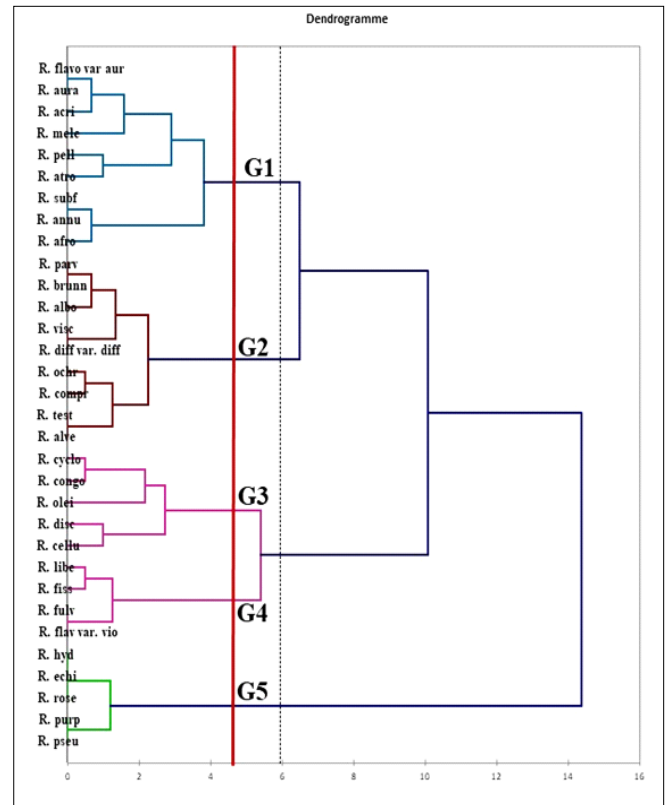 Dendrogramme
R. flavo var aur
R. aura
R. acri
R. mele
R. pell
R. atro
R. subf
R. annu
R. afro
R. parv
R. brunn
R. albo
R. visc
R. diff var. diff
R. ochr
R. compr
R. test
R. alve
R. cyclo
R. congo
R. olei
R. disc
R. cellu
R. libe
R. fiss
R. fulv
R. flav var. vio
R. hyd
R. echi
R. rose
R. purp
R. pseu
G1
G2
G3
G4
G5
0 2 4 6 8 10 12 14 16